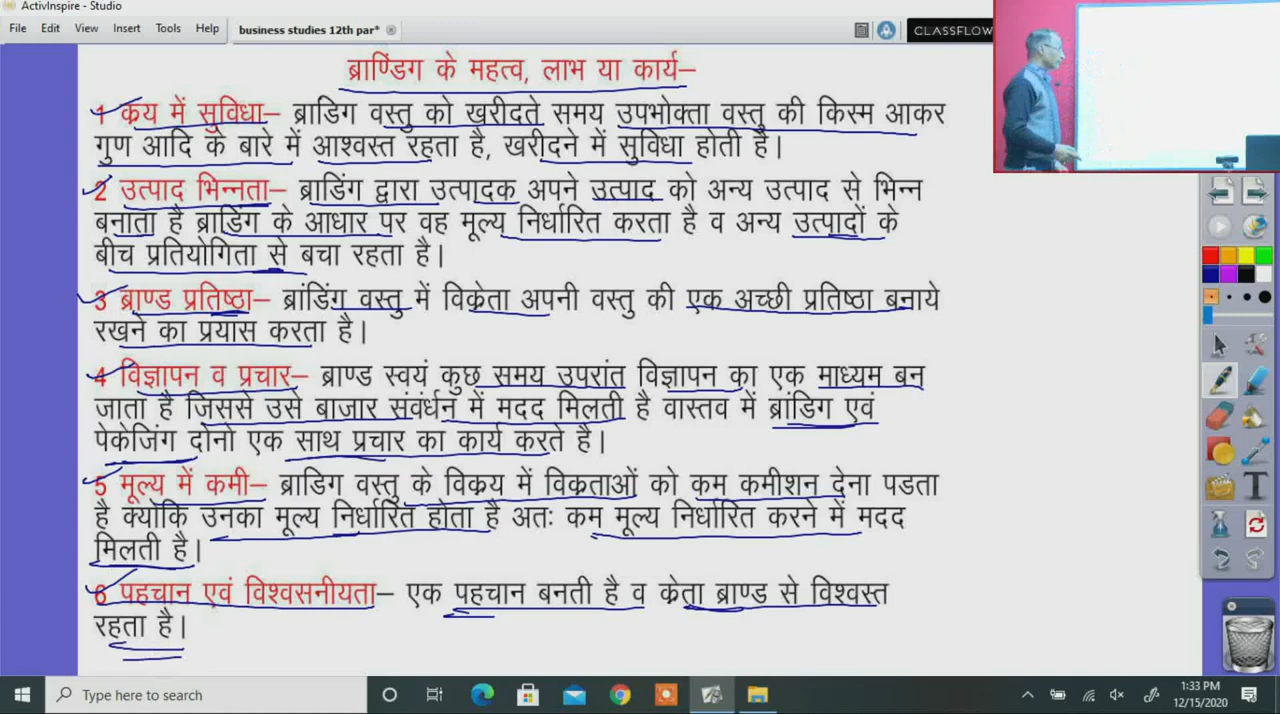 ActivInspire - Studio
File Edit View Insert Tools Help business studies 12th par* CLASSFLOW
ब्राण्डिंग के महत्व, लाभ या कार्य–
1 क्रय में सुविधा– ब्राडिंग वस्तु को खरीदते समय उपभोक्ता वस्तु की किस्म आकर
गुण आदि के बारे में आश्वस्त रहता है, खरीदने में सुविधा होती है।
2 उत्पाद भिन्नता– ब्राडिंग द्वारा उत्पादक अपने उत्पाद को अन्य उत्पाद से भिन्न
बनाता है ब्राडिंग के आधार पर वह मूल्य निर्धारित करता है व अन्य उत्पादों के
बीच प्रतियोगिता से बचा रहता है।
3 ब्राण्ड प्रतिष्ठा– ब्रांडिंग वस्तु में विक्रेता अपनी वस्तु की एक अच्छी प्रतिष्ठा बनाये
रखने का प्रयास करता है।
4 विज्ञापन व प्रचार– ब्राण्ड स्वयं कुछ समय उपरांत विज्ञापन का एक माध्यम बन
जाता है जिससे उसे बाजार संवंर्धन में मदद मिलती है वास्तव में ब्रांडिग एवं
पेकेजिंग दोनो एक साथ प्रचार का कार्य करते है।
5 मूल्य में कमी– ब्राडिग वस्तु के विक्रय में विक्रताओं को कम कमीशन देना पडता
है क्योकि उनका मूल्य निर्धारित होता है अतः कम मूल्य निर्धारित करने में मदद
मिलती है।
6 पहचान एवं विश्वसनीयता– एक पहचान बनती है व क्रेता ब्राण्ड से विश्वस्त
रहता है।
Type here to search
1:33 PM
12/15/2020